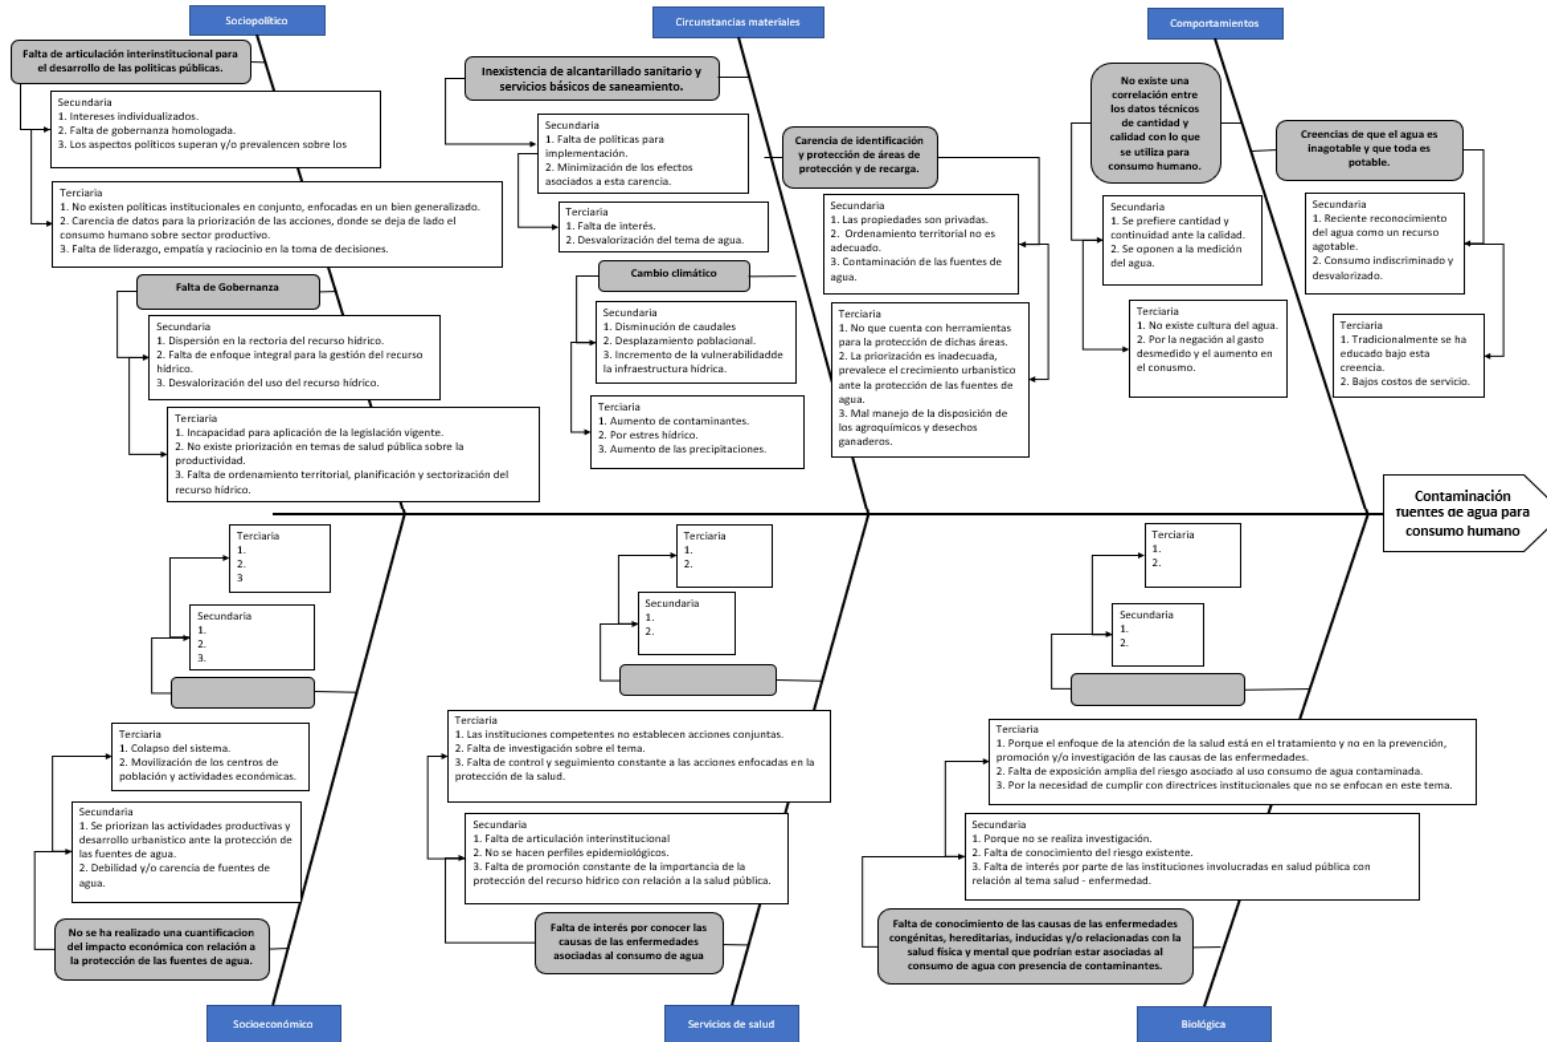 Sociopolítico
Falta de articulación interinstitucional para
el desarrollo de las politicas públicas.
Secundaria
1. Intereses individualizados.
2. Falta de gobernanza homologada.
3. Los aspectos políticos superan y/o prevalencen sobre los
Terciaria
1. No existen políticas institucionales en conjunto, enfocadas en un bien generalizado.
2. Carencia de datos para la priorización de las acciones, donde se deja de lado el
consumo humano sobre sector productivo.
3. Falta de liderazgo, empatía y raciocinio en la toma de decisiones.
Falta de Gobernanza
Secundaria
1. Dispersión en la rectoria del recurso hídrico.
2. Falta de enfoque integral para la gestión del recurso
hídrico.
3. Desvalorización del uso del recurso hídrico.
Terciaria
1. Incapacidad para aplicación de la legislación vigente.
2. No existe priorización en temas de salud pública sobre la
productividad.
3. Falta de ordenamiento territorial, planificación y sectorización del
recurso hídrico.
Circunstancias materiales
Inexistencia de alcantarillado sanitario y
servicios básicos de saneamiento.
Secundaria
1. Falta de políticas para
implementación.
2. Minimización de los efectos
asociados a esta carencia.
Terciaria
1. Falta de interés.
2. Desvalorización del tema de agua.
Cambio climático
Secundaria
1. Disminución de caudales
2. Desplazamiento poblacional.
3. Incremento de la vulnerabilidadde
la infraestructura hídrica.
Terciaria
1. Aumento de contaminantes.
2. Por estres hídrico.
3. Aumento de las precipitaciones.
Carencia de identificación
y protección de áreas de
protección y de recarga.
Secundaria
1. Las propiedades son privadas.
2. Ordenamiento territorial no es
adecuado.
3. Contaminación de las fuentes de
agua.
Terciaria
1. No que cuenta con herramientas
para la protección de dichas áreas.
2. La priorización es inadecuada,
prevalece el crecimiento urbanistico
ante la protección de las fuentes de
agua.
3. Mal manejo de la disposición de
los agroquímicos y desechos
ganaderos.
Comportamientos
No existe una
correlación entre
los datos técnicos
de cantidad y
calidad con lo que
se utiliza para
consumo humano.
Secundaria
1. Se prefiere cantidad y
continuidad ante la calidad.
2. Se oponen a la medición
del agua.
Terciaria
1. No existe cultura del agua.
2. Por la negación al gasto
desmedido y el aumento en
el conusmo.
Creencias de que el agua es
inagotable y que toda es
potable.
Secundaria
1. Reciente reconocimiento
del agua como un recurso
agotable.
2. Consumo indiscriminado y
desvalorizado.
Terciaria
1. Tradicionalmente se ha
educado bajo esta
creencia.
2. Bajos costos de servicio.
Contaminación
fuentes de agua para
consumo humano
Terciaria
1.
2.
3
Secundaria
1.
2.
3.
Terciaria
1. Colapso del sistema.
2. Movilización de los centros de
población y actividades económicas.
Secundaria
1. Se priorizan las actividades productivas y
desarrollo urbanistico ante la protección de
las fuentes de agua.
2. Debilidad y/o carencia de fuentes de
agua.
No se ha realizado una cuantificacion
del impacto económica con relación a
la protección de las fuentes de agua.
Socioeconómico
Terciaria
1.
2.
Secundaria
1.
2.
Terciaria
1. Las instituciones competentes no establecen acciones conjuntas.
2. Falta de investigación sobre el tema.
3. Falta de control y seguimiento constante a las acciones enfocadas en la
protección de la salud.
Secundaria
1. Falta de articulación interinstitucional
2. No se hacen perfiles epidemiológicos.
3. Falta de promoción constante de la importancia de la
protección del recurso hídrico con relación a la salud pública.
Falta de interés por conocer las
causas de las enfermedades
asociadas al consumo de agua
Servicios de salud
Terciaria
1.
2.
Secundaria
1.
2.
Terciaria
1. Porque el enfoque de la atención de la salud está en el tratamiento y no en la prevención,
promoción y/o investigación de las causas de las enfermedades.
2. Falta de exposición amplia del riesgo asociado al uso consumo de agua contaminada.
3. Por la necesidad de cumplir con directrices institucionales que no se enfocan en este tema.
Secundaria
1. Porque no se realiza investigación.
2. Falta de conocimiento del riesgo existente.
3. Falta de interés por parte de las instituciones involucradas en salud pública con
relación al tema salud - enfermedad.
Falta de conocimiento de las causas de las enfermedades
congénitas, hereditarias, inducidas y/o relacionadas con la
salud física y mental que podrían estar asociadas al
consumo de agua con presencia de contaminantes.
Biológica